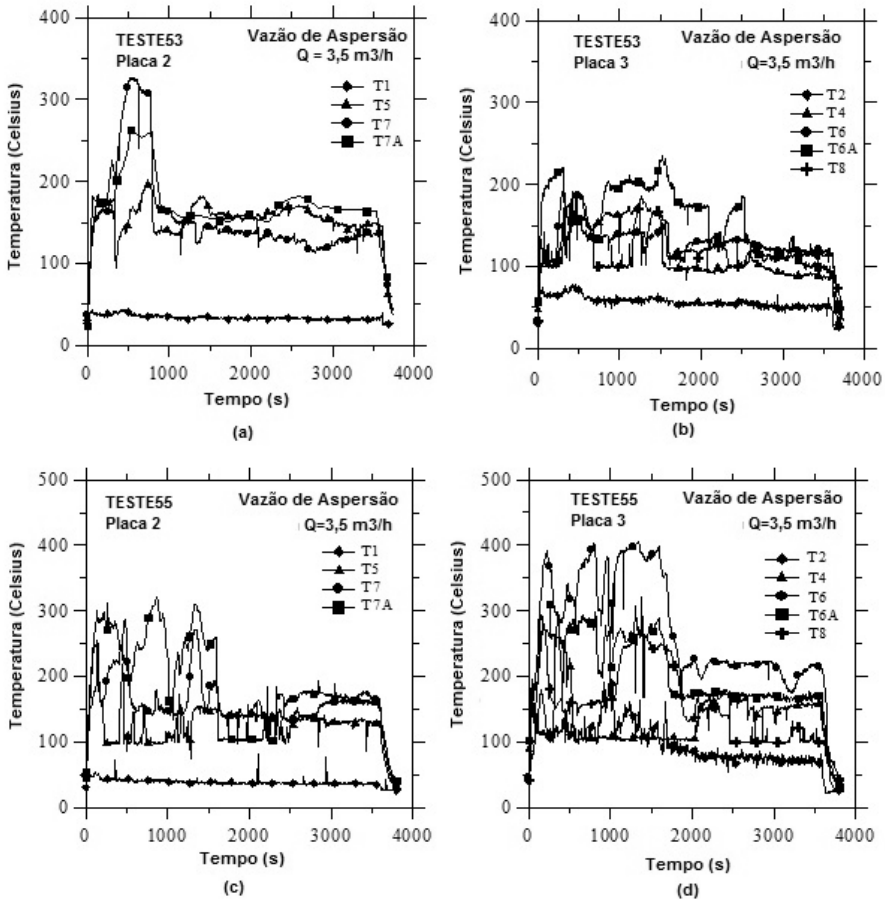 TESTE53
Placa 2
Vazão de Aspersão
Q = 3,5 m3/h
T1
T5
T7
T7A
Temperatura (Celsius)
400
300
200
100
0
0
1000
2000
3000
4000
Tempo (s)
(a)
TESTE53
Placa 3
Vazão de Aspersão
Q=3,5 m3/h
T2
T4
T6
T6A
T8
Temperatura (Celsius)
400
300
200
100
0
0
1000
2000
3000
4000
Tempo (s)
(b)
TESTE55
Placa 2
Vazão de Aspersão
Q=3,5 m3/h
T1
T5
T7
T7A
Temperatura (Celsius)
500
400
300
200
100
0
0
1000
2000
3000
4000
Tempo (s)
(c)
TESTE55
Placa 3
Vazão de Aspersão
Q=3,5 m3/h
T2
T4
T6
T6A
T8
Temperatura (Celsius)
500
400
300
200
100
0
0
1000
2000
3000
4000
Tempo (s)
(d)